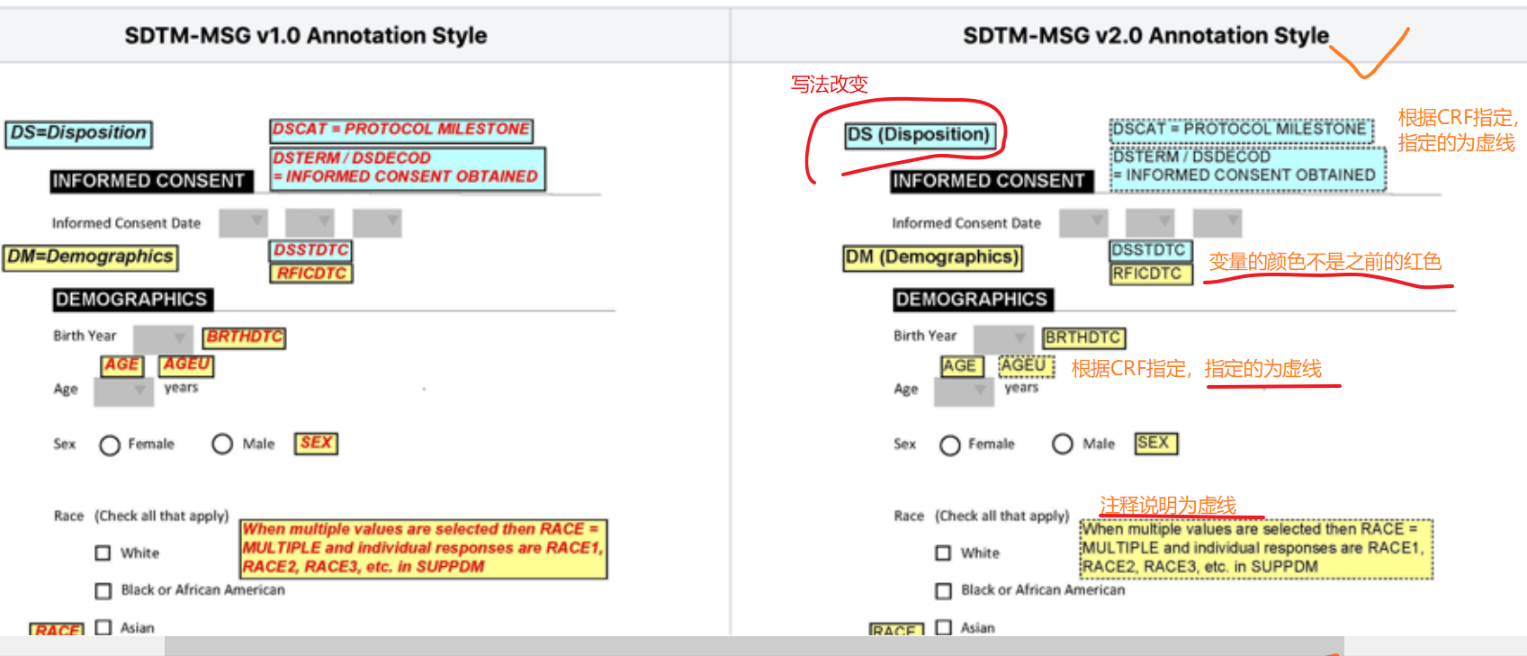 SDTM-MSG v1.0 Annotation Style
DS=Disposition
DSCAT = PROTOCOL MILESTONE
DSTERM / DSDECOD
= INFORMED CONSENT OBTAINED
INFORMED CONSENT
Informed Consent Date
DM=Demographics
DSSTDTC
RFICDTC
DEMOGRAPHICS
Birth Year
BRTHDTC
AGE
AGEU
Age
years
Sex
Female
Male
SEX
Race (Check all that apply)
When multiple values are selected then RACE =
MULTIPLE and individual responses are RACE1,
RACE2, RACE3, etc. in SUPPDM
White
Black or African American
RACE
Asian
SDTM-MSG v2.0 Annotation Style
写法改变
DS (Disposition)
DSCAT = PROTOCOL MILESTONE
DSTERM / DSDECOD
= INFORMED CONSENT OBTAINED
根据CRF指定,
指定的为虚线
INFORMED CONSENT
Informed Consent Date
DM (Demographics)
DSSTDTC
RFICDTC
变量的颜色不是之前的红色
DEMOGRAPHICS
Birth Year
BRTHDTC
AGE
AGEU
根据CRF指定, 指定的为虚线
Age
years
Sex
Female
Male
SEX
注释说明为虚线
Race (Check all that apply)
When multiple values are selected then RACE =
MULTIPLE and individual responses are RACE1,
RACE2, RACE3, etc. in SUPPDM
White
Black or African American
RACE
Asian